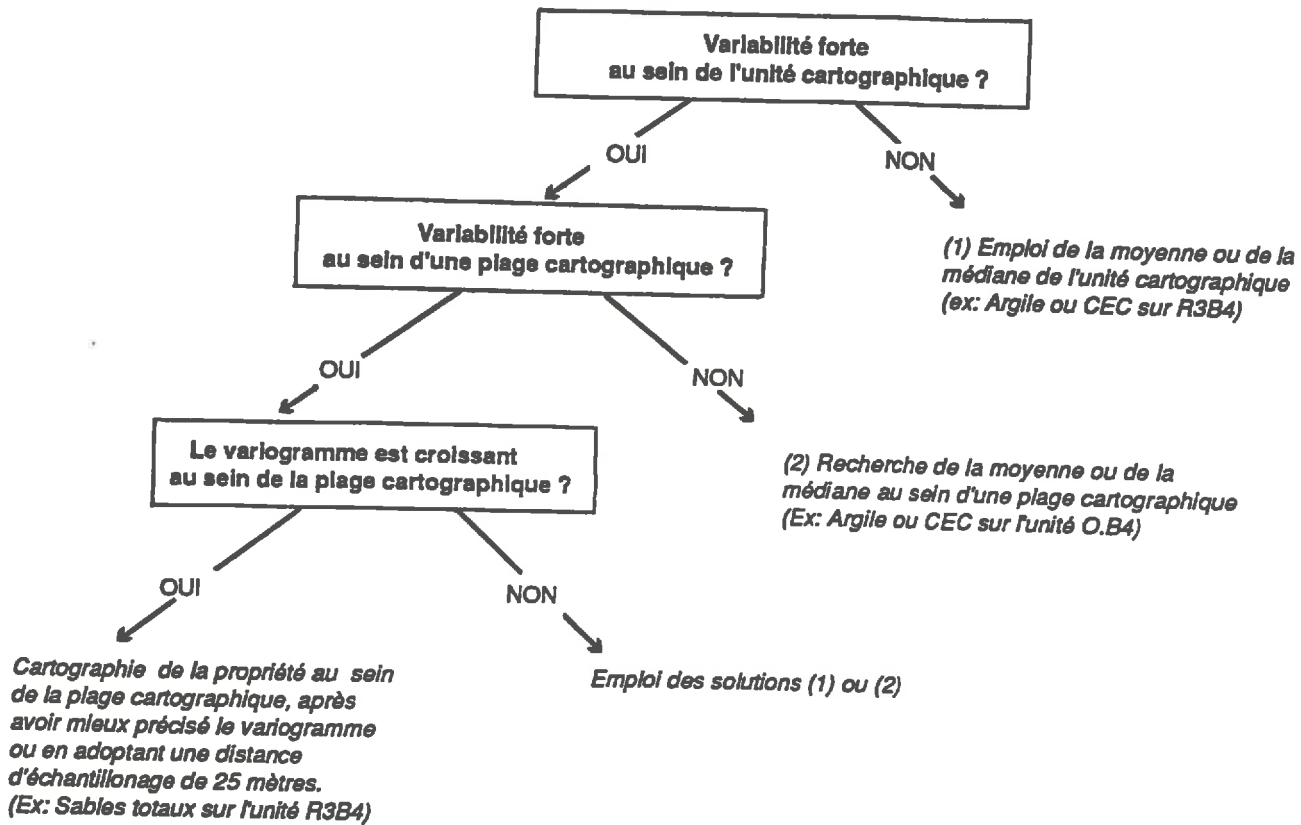 Variabilité forte
au sein de l'unité cartographique ?
OUI
NON
Variabilité forte
au sein d'une plage cartographique ?
(1) Emploi de la moyenne ou de la
médiane de l'unité cartographique
(ex: Argile ou CEC sur R3B4)
OUI
NON
Le variogramme est croissant
au sein de la plage cartographique ?
(2) Recherche de la moyenne ou de la
médiane au sein d'une plage cartographique
(Ex: Argile ou CEC sur l'unité O.B4)
OUI
NON
Cartographie de la propriété au sein
de la plage cartographique, après
avoir mieux précisé le variogramme
ou en adoptant une distance
d'échantillonage de 25 mètres.
(Ex: Sables totaux sur l'unité R3B4)
Emploi des solutions (1) ou (2)